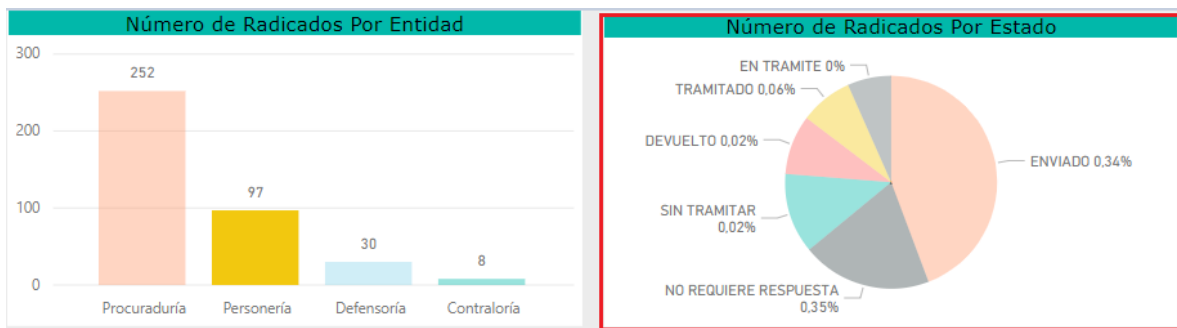 Número de Radicados Por Entidad
300
252
200
97
100
30
8
0
Procuraduría Personería Defensoría Contraloría
Número de Radicados Por Estado
EN TRAMITE 0%
TRAMITADO 0,06%
DEVUELTO 0,02%
ENVIADO 0,34%
SIN TRAMITAR
0,02%
NO REQUIERE RESPUESTA
0,35%